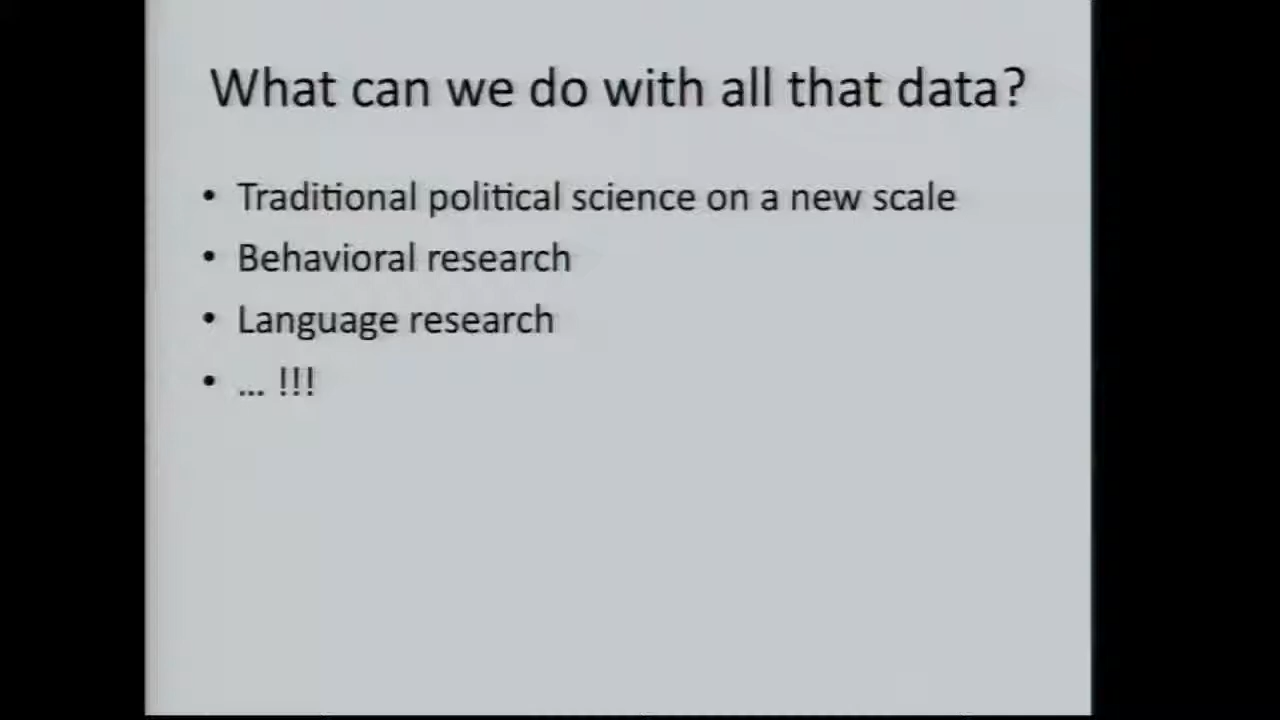 What can we do with all that data?
• Traditional political science on a new scale
• Behavioral research
• Language research
• ... !!!